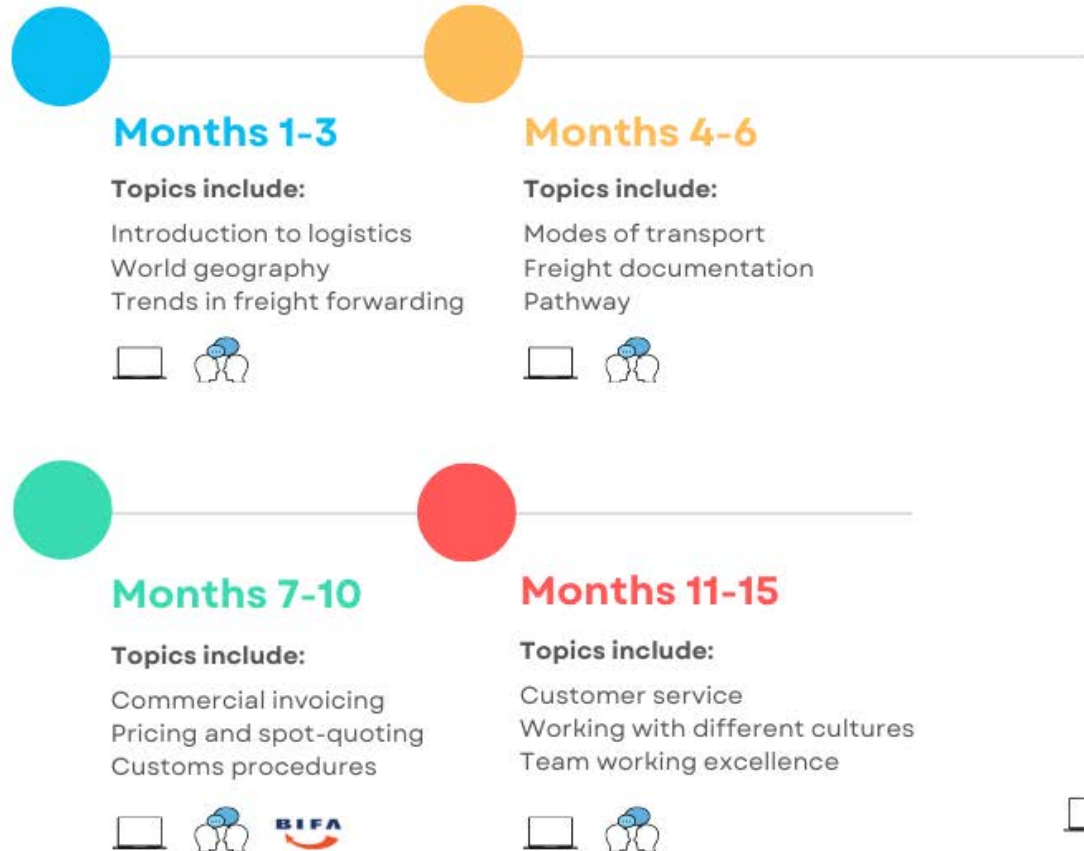 Months 1-3
Topics include:
Introduction to logistics
World geography
Trends in freight forwarding
Months 4-6
Topics include:
Modes of transport
Freight documentation
Pathway
Months 7-10
Topics include:
Commercial invoicing
Pricing and spot-quoting
Customs procedures
BIFA
Months 11-15
Topics include:
Customer service
Working with different cultures
Team working excellence